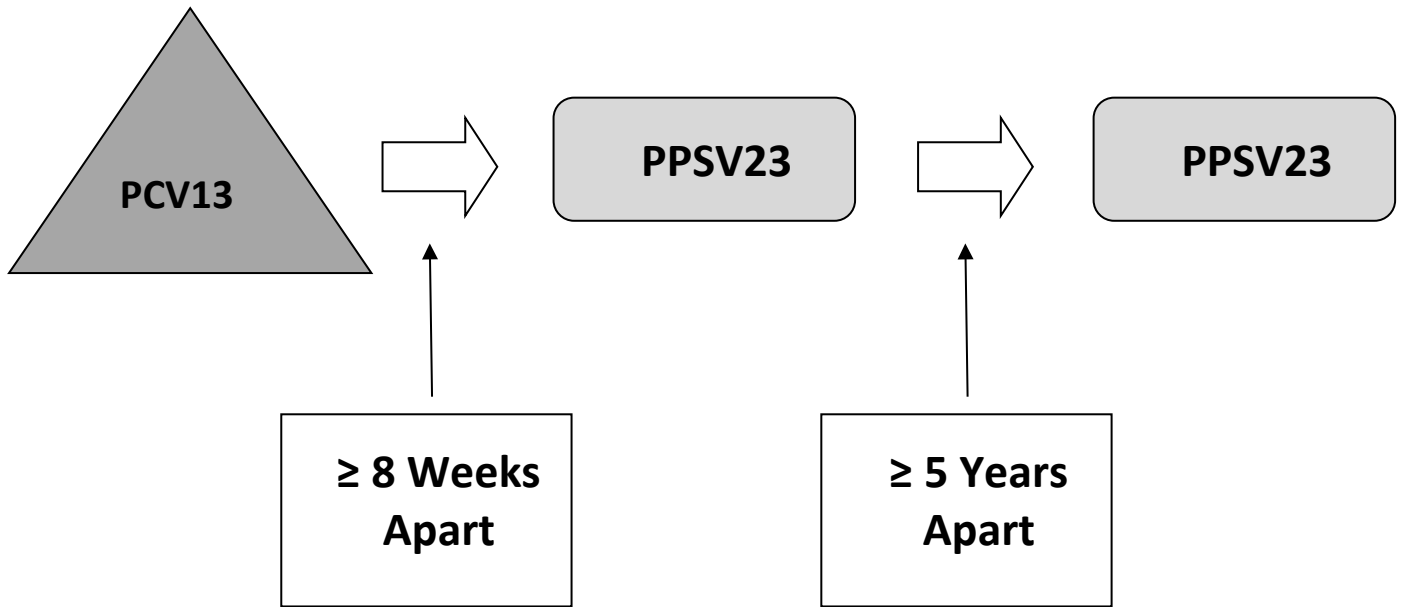 PCV13
PPSV23
PPSV23
≥ 8 Weeks
Apart
≥ 5 Years
Apart